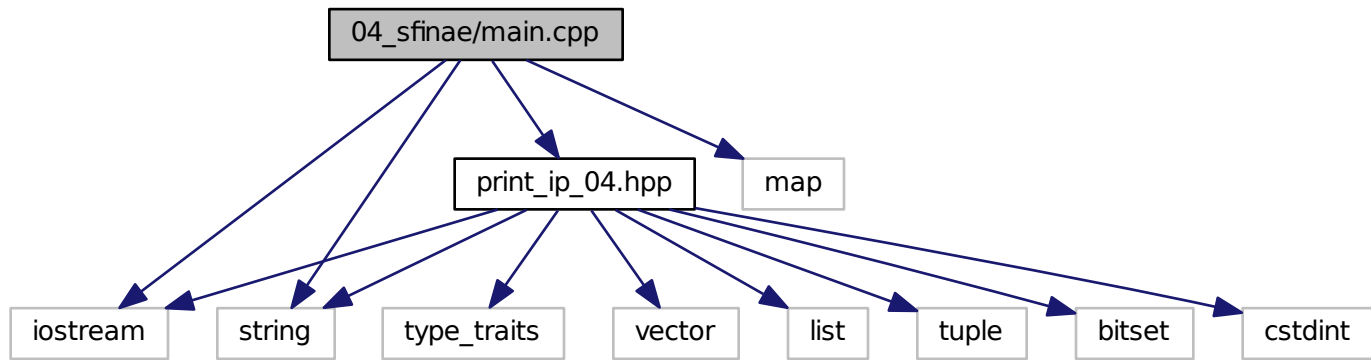 04_sfinae/main.cpp
print_ip_04.hpp
map
iostream
string
type_traits
vector
list
tuple
bitset
cstdint